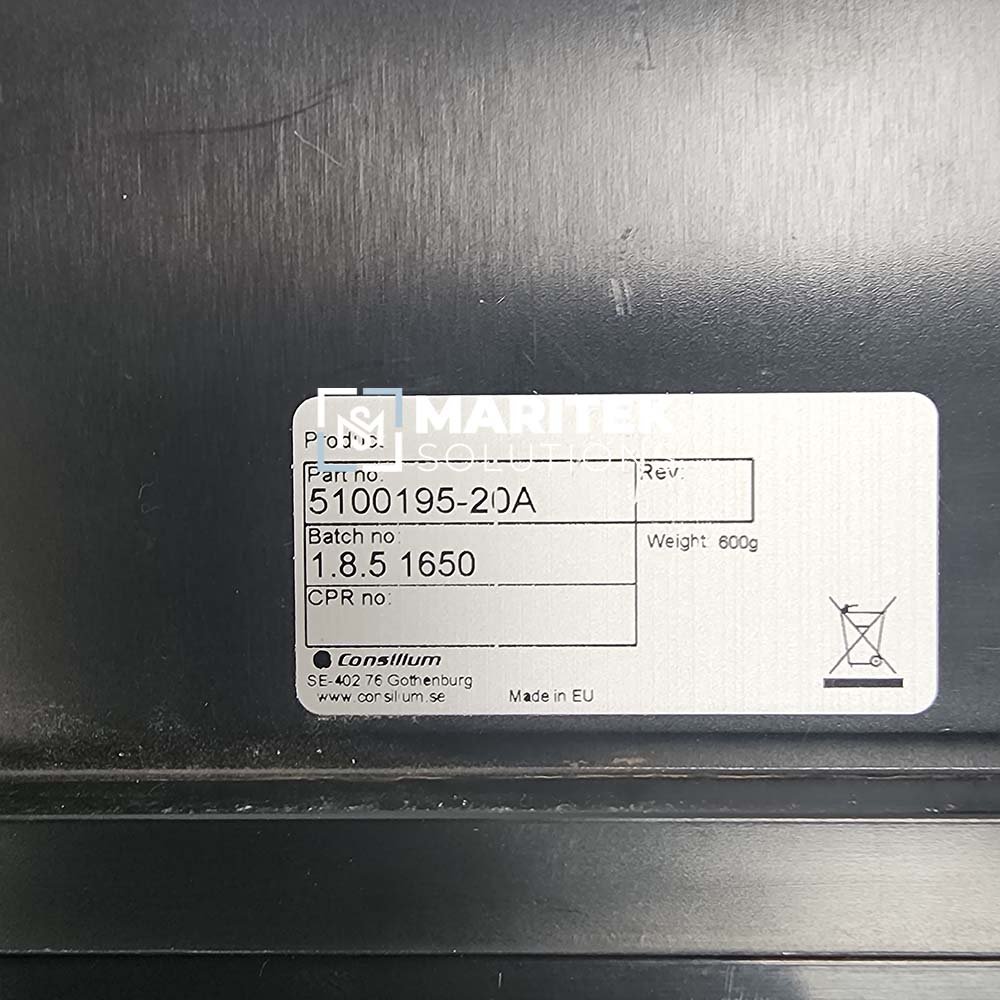 MARITEK
SOLUTIONS
Product
Part no:
5100195-20A
Rev:
Batch no:
1.8.5 1650
Weight: 600g
CPR no:
Consilium
SE-402 76 Gothenburg
www.consilium.se
Made in EU